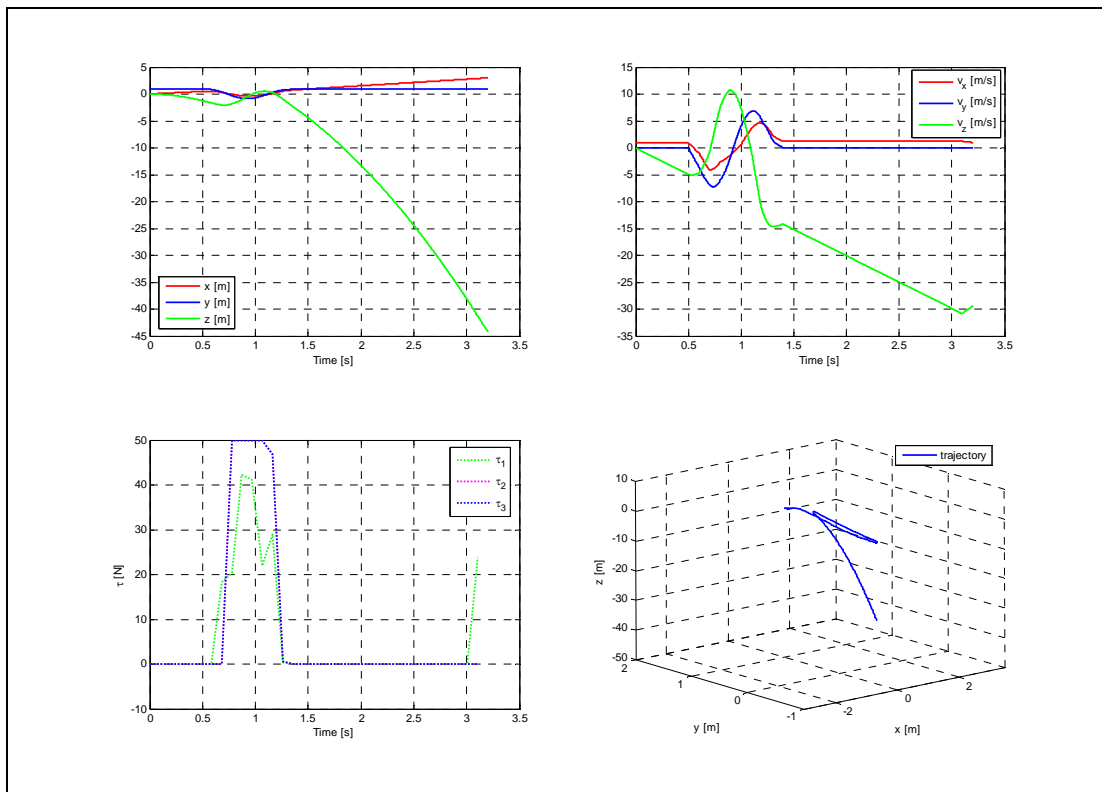 5
0
-5
-10
-15
-20
-25
-30
-35
-40
-45
0 0.5 1 1.5 2 2.5 3 3.5
Time [s]
x [m]
y [m]
z [m]
15
10
5
0
-5
-10
-15
-20
-25
-30
-35
0 0.5 1 1.5 2 2.5 3 3.5
Time [s]
v_x [m/s]
v_y [m/s]
v_z [m/s]
50
40
30
20
10
0
-10
τ [N]
0 0.5 1 1.5 2 2.5 3 3.5
Time [s]
τ_1
τ_2
τ_3
trajectory
10
0
-10
-20
-30
-40
-50
z [m]
2
1
0
-1
y [m]
-2
0
2
x [m]